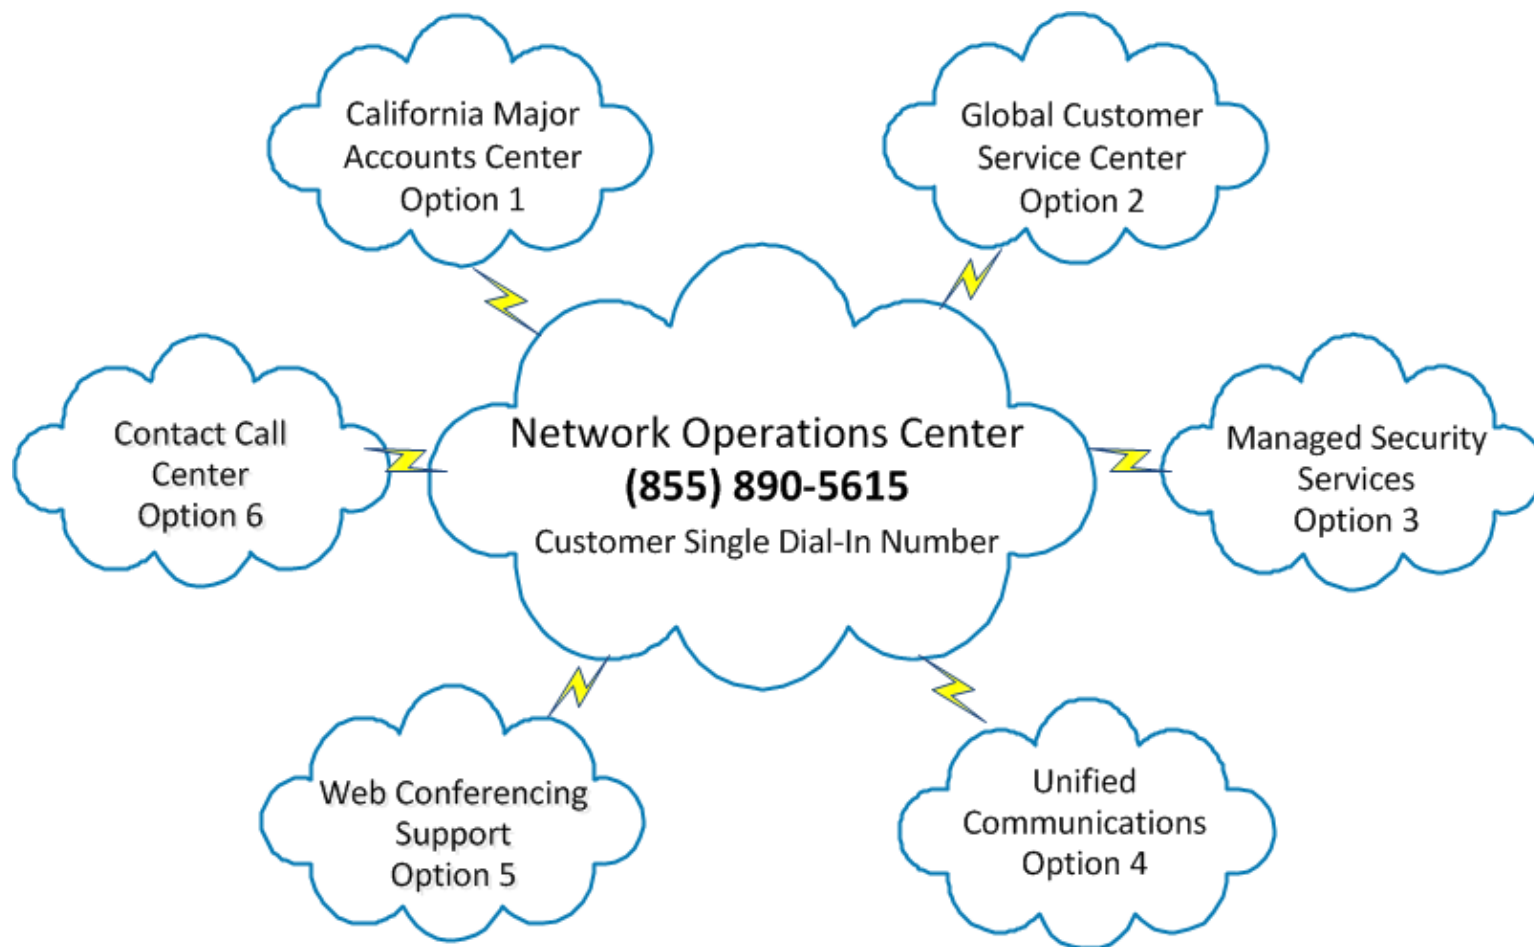 California Major
Accounts Center
Option 1
Global Customer
Service Center
Option 2
Contact Call
Center
Option 6
Network Operations Center
(855) 890-5615
Customer Single Dial-In Number
Managed Security
Services
Option 3
Web Conferencing
Support
Option 5
Unified
Communications
Option 4